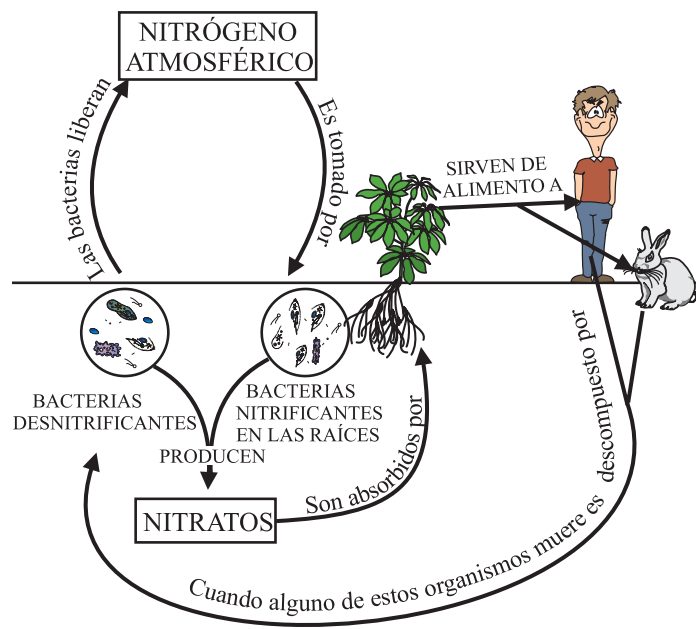 NITRÓGENO
ATMOSFÉRICO
Las bacterias liberan
Es tomado por
SIRVEN DE
ALIMENTO A
BACTERIAS
DESNITRIFICANTES
BACTERIAS
NITRIFICANTES
EN LAS RAÍCES
PRODUCEN
NITRATOS
Son absorbidos por
Cuando alguno de estos organismos muere es descompuesto por